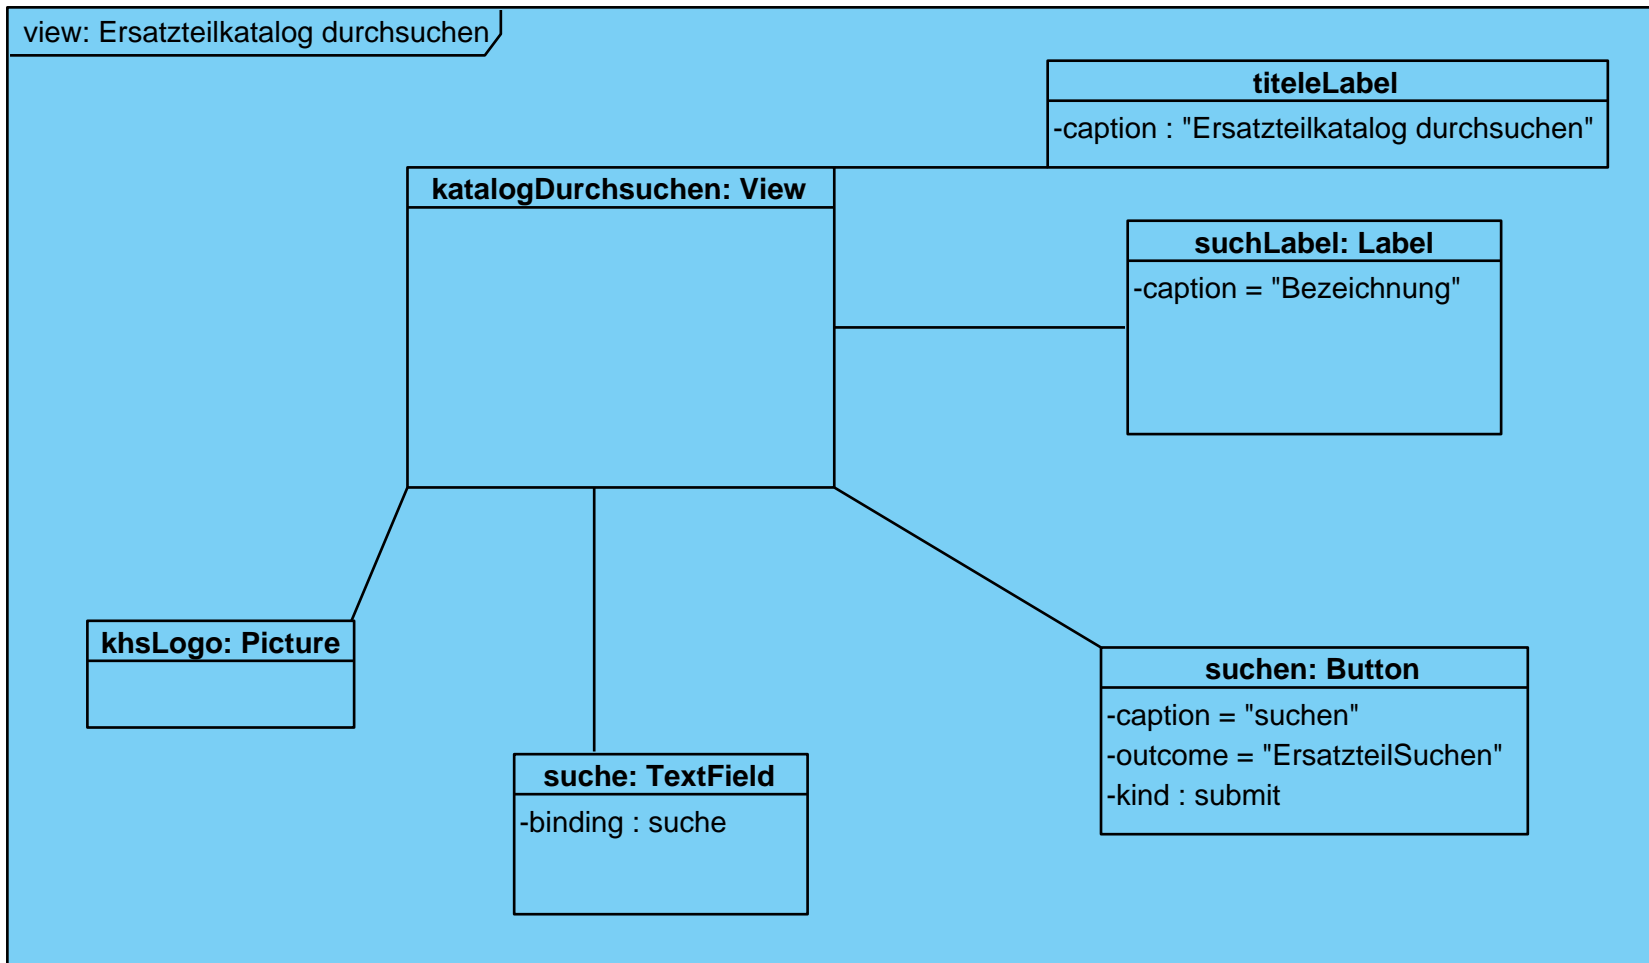 view: Ersatzteilkatalog durchsuchen
titeleLabel
-caption : "Ersatzteilkatalog durchsuchen"
katalogDurchsuchen: View
suchLabel: Label
-caption = "Bezeichnung"
khsLogo: Picture
suche: TextField
-binding : suche
suchen: Button
-caption = "suchen"
-outcome = "ErsatzteilSuchen"
-kind : submit